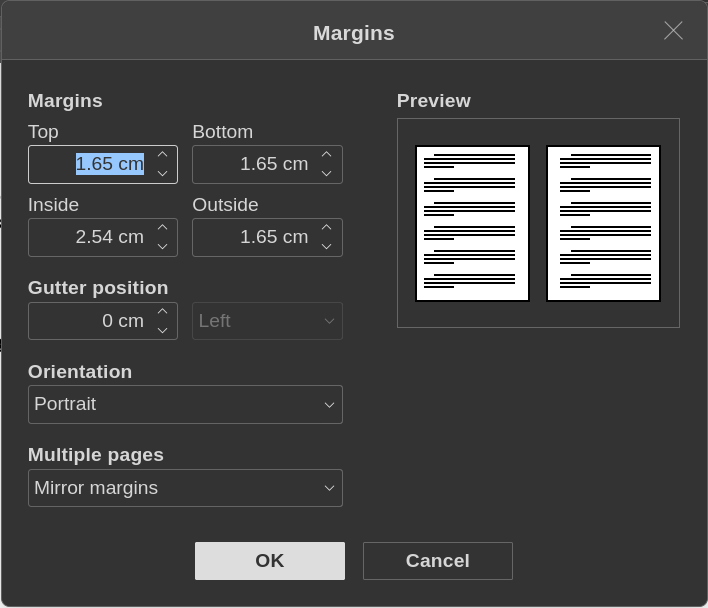 Margins
Margins
Preview
Top
Bottom
1.65 cm
1.65 cm
Inside
Outside
2.54 cm
1.65 cm
Gutter position
0 cm
Left
Orientation
Portrait
Multiple pages
Mirror margins
OK
Cancel